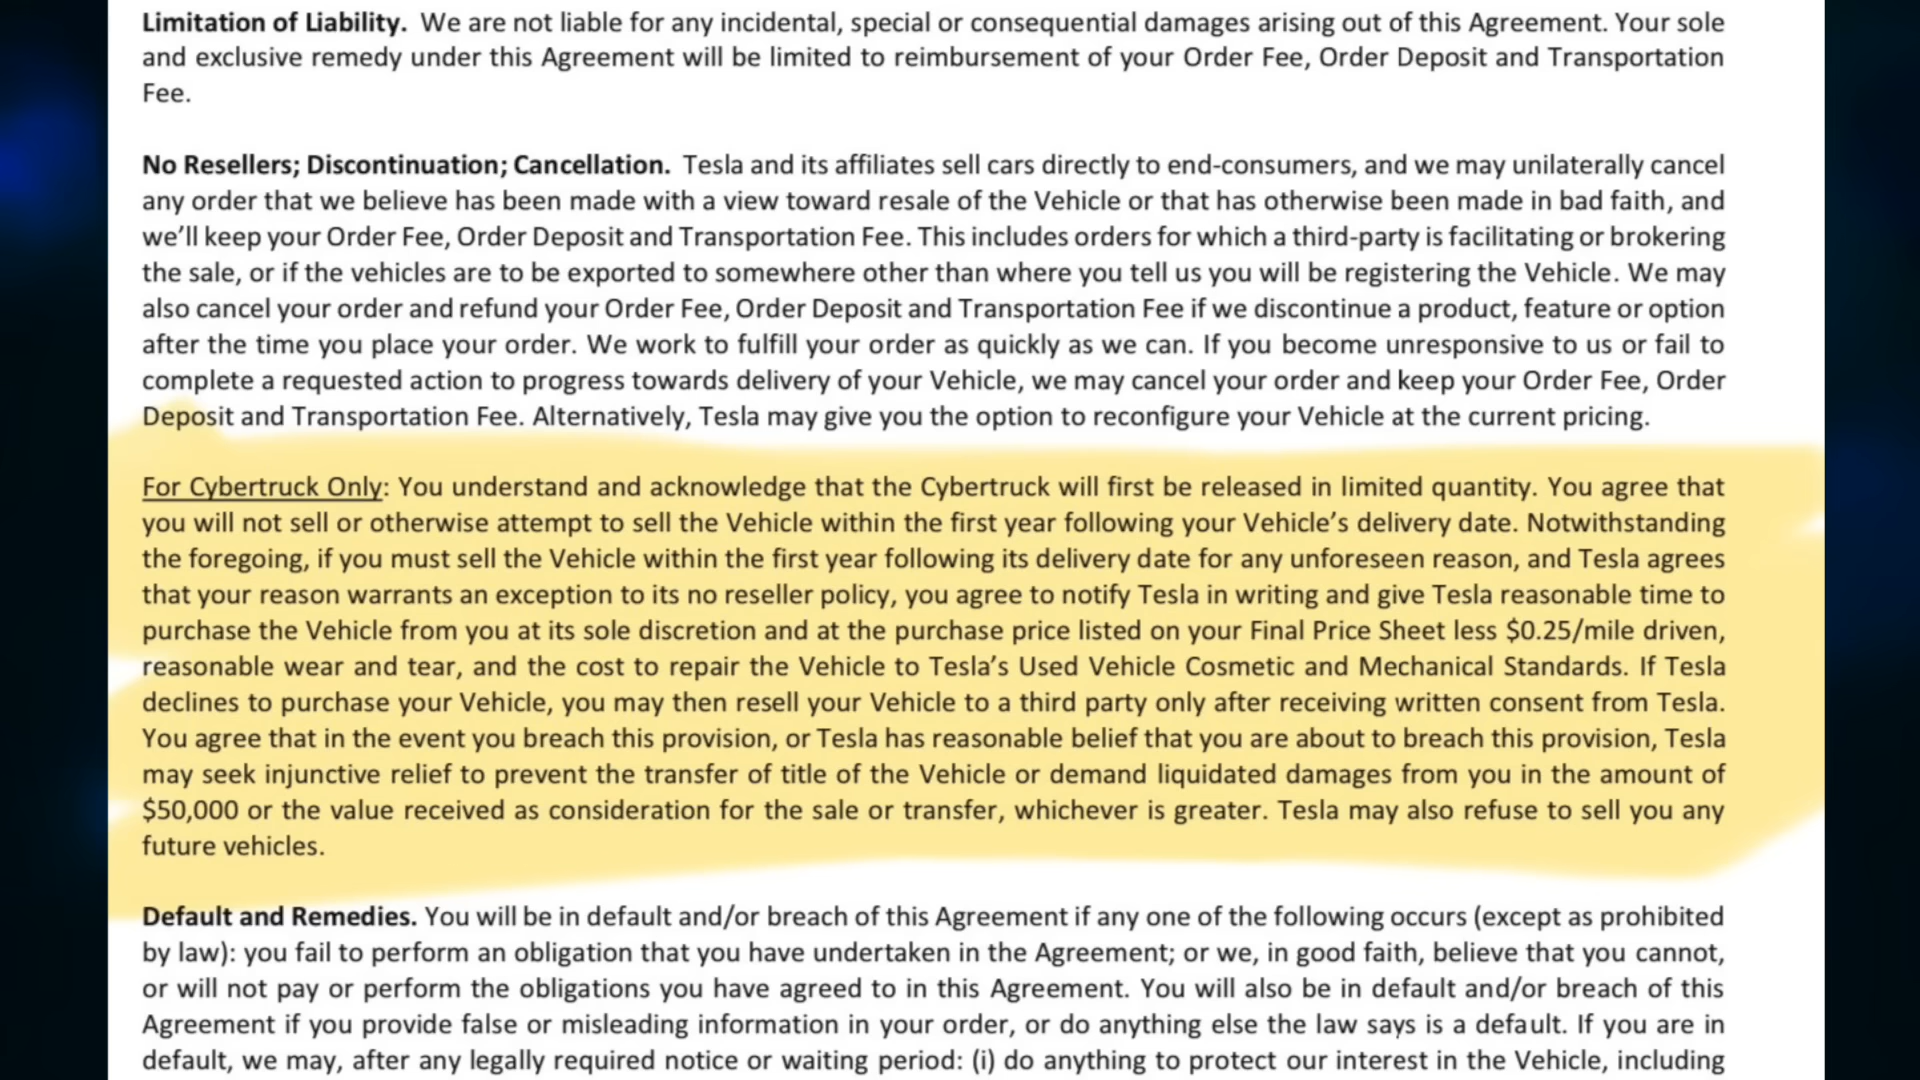 Limitation of Liability. We are not liable for any incidental, special or consequential damages arising out of this Agreement. Your sole
and exclusive remedy under this Agreement will be limited to reimbursement of your Order Fee, Order Deposit and Transportation
Fee.
No Resellers; Discontinuation; Cancellation. Tesla and its affiliates sell cars directly to end-consumers, and we may unilaterally cancel
any order that we believe has been made with a view toward resale of the Vehicle or that has otherwise been made in bad faith, and
we’ll keep your Order Fee, Order Deposit and Transportation Fee. This includes orders for which a third-party is facilitating or brokering
the sale, or if the vehicles are to be exported to somewhere other than where you tell us you will be registering the Vehicle. We may
also cancel your order and refund your Order Fee, Order Deposit and Transportation Fee if we discontinue a product, feature or option
after the time you place your order. We work to fulfill your order as quickly as we can. If you become unresponsive to us or fail to
complete a requested action to progress towards delivery of your Vehicle, we may cancel your order and keep your Order Fee, Order
Deposit and Transportation Fee. Alternatively, Tesla may give you the option to reconfigure your Vehicle at the current pricing.
For Cybertruck Only: You understand and acknowledge that the Cybertruck will first be released in limited quantity. You agree that
you will not sell or otherwise attempt to sell the Vehicle within the first year following your Vehicle’s delivery date. Notwithstanding
the foregoing, if you must sell the Vehicle within the first year following its delivery date for any unforeseen reason, and Tesla agrees
that your reason warrants an exception to its no reseller policy, you agree to notify Tesla in writing and give Tesla reasonable time to
purchase the Vehicle from you at its sole discretion and at the purchase price listed on your Final Price Sheet less $0.25/mile driven,
reasonable wear and tear, and the cost to repair the Vehicle to Tesla’s Used Vehicle Cosmetic and Mechanical Standards. If Tesla
declines to purchase your Vehicle, you may then resell your Vehicle to a third party only after receiving written consent from Tesla.
You agree that in the event you breach this provision, or Tesla has reasonable belief that you are about to breach this provision, Tesla
may seek injunctive relief to prevent the transfer of title of the Vehicle or demand liquidated damages from you in the amount of
$50,000 or the value received as consideration for the sale or transfer, whichever is greater. Tesla may also refuse to sell you any
future vehicles.
Default and Remedies. You will be in default and/or breach of this Agreement if any one of the following occurs (except as prohibited
by law): you fail to perform an obligation that you have undertaken in the Agreement; or we, in good faith, believe that you cannot,
or will not pay or perform the obligations you have agreed to in this Agreement. You will also be in default and/or breach of this
Agreement if you provide false or misleading information in your order, or do anything else the law says is a default. If you are in
default, we may, after any legally required notice or waiting period: (i) do anything to protect our interest in the Vehicle, including